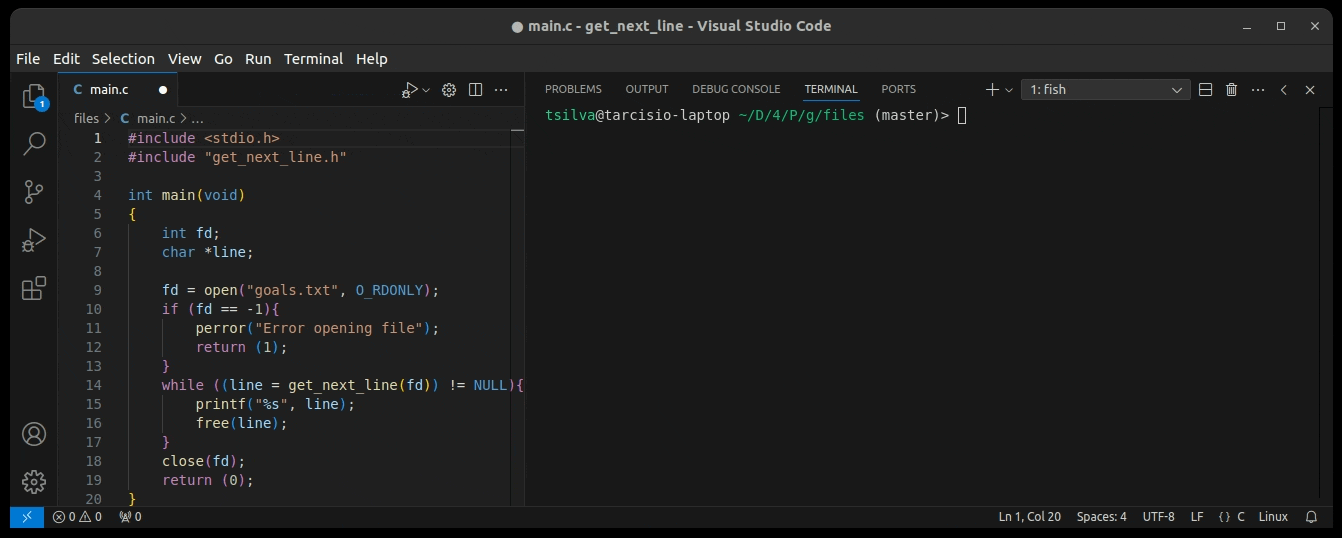 ● main.c - get_next_line - Visual Studio Code
File Edit Selection View Go Run Terminal Help
1
C main.c ●
files > C main.c > ...
1 #include <stdio.h>
2 #include "get_next_line.h"
3
4 int main(void)
5 {
6     int fd;
7     char *line;
8
9     fd = open("goals.txt", O_RDONLY);
10     if (fd == -1){
11         perror("Error opening file");
12         return (1);
13     }
14     while ((line = get_next_line(fd)) != NULL){
15         printf("%s", line);
16         free(line);
17     }
18     close(fd);
19     return (0);
20 }
PROBLEMS OUTPUT DEBUG CONSOLE TERMINAL PORTS 1: fish
tsilva@tarcisio-laptop ~/D/4/P/g/files (master)>
0 0 0 Ln 1, Col 20 Spaces: 4 UTF-8 LF {} C Linux